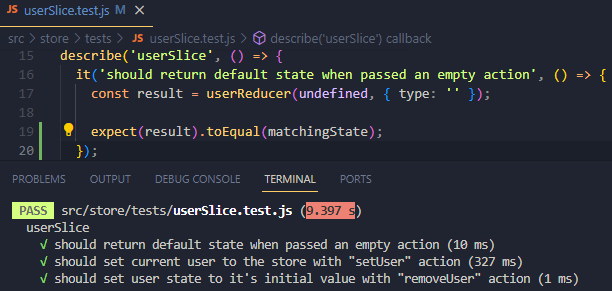 JS userSlice.test.js ×
src > store > tests > JS userSlice.test.js > describe('userSlice') callback
15 describe('userSlice', () => {
16 it('should return default state when passed an empty action', () => {
17 const result = userReducer(undefined, { type: '' });
18
19 expect(result).toEqual(matchingState);
20 });
PROBLEMS OUTPUT DEBUG CONSOLE TERMINAL PORTS
PASS src/store/tests/userSlice.test.js (9.397 s)
userSlice
√ should return default state when passed an empty action (10 ms)
√ should set current user to the store with "setUser" action (327 ms)
√ should set user state to it's initial value with "removeUser" action (1 ms)